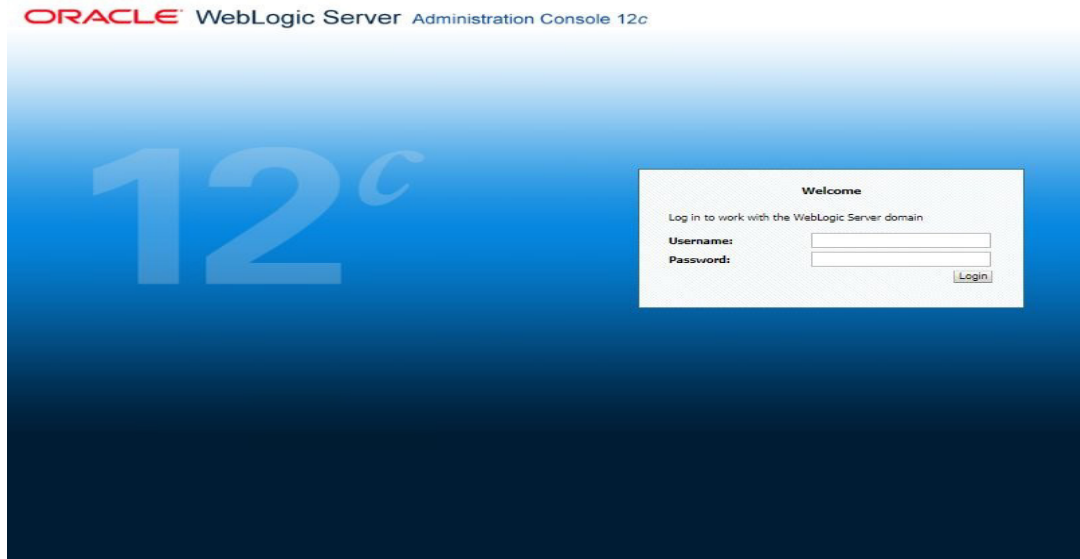 ORACLE WebLogic Server Administration Console 12c
12c
Welcome
Log in to work with the WebLogic Server domain
Username:
Password:
Login